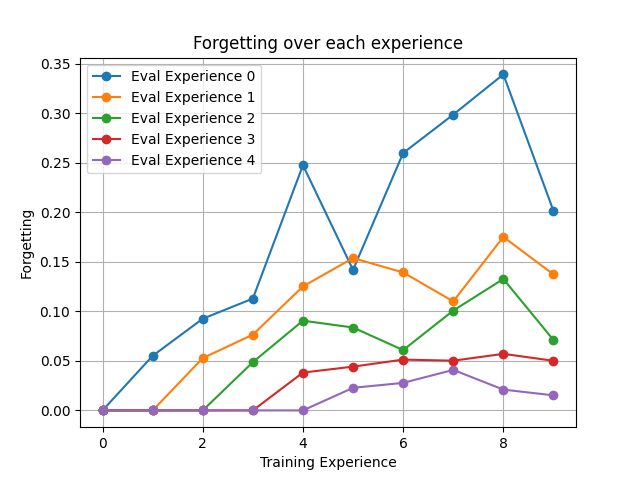 Forgetting over each experience
Eval Experience 0
Eval Experience 1
Eval Experience 2
Eval Experience 3
Eval Experience 4
0.35
0.30
0.25
0.20
0.15
0.10
0.05
0.00
Forgetting
0 2 4 6 8
Training Experience